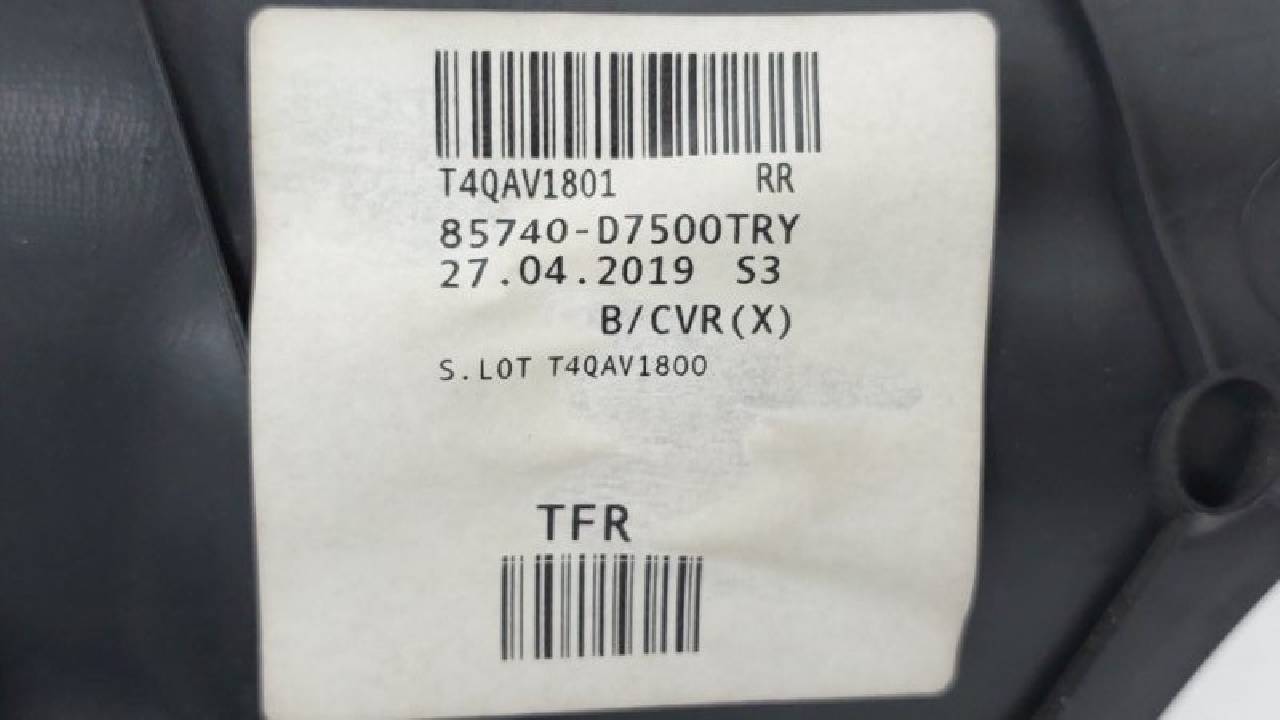 T4QAV1801 RR
85740-D7500TRY
27.04.2019 S3
B/CVR(X)
S.LOT T4QAV1800
TFR